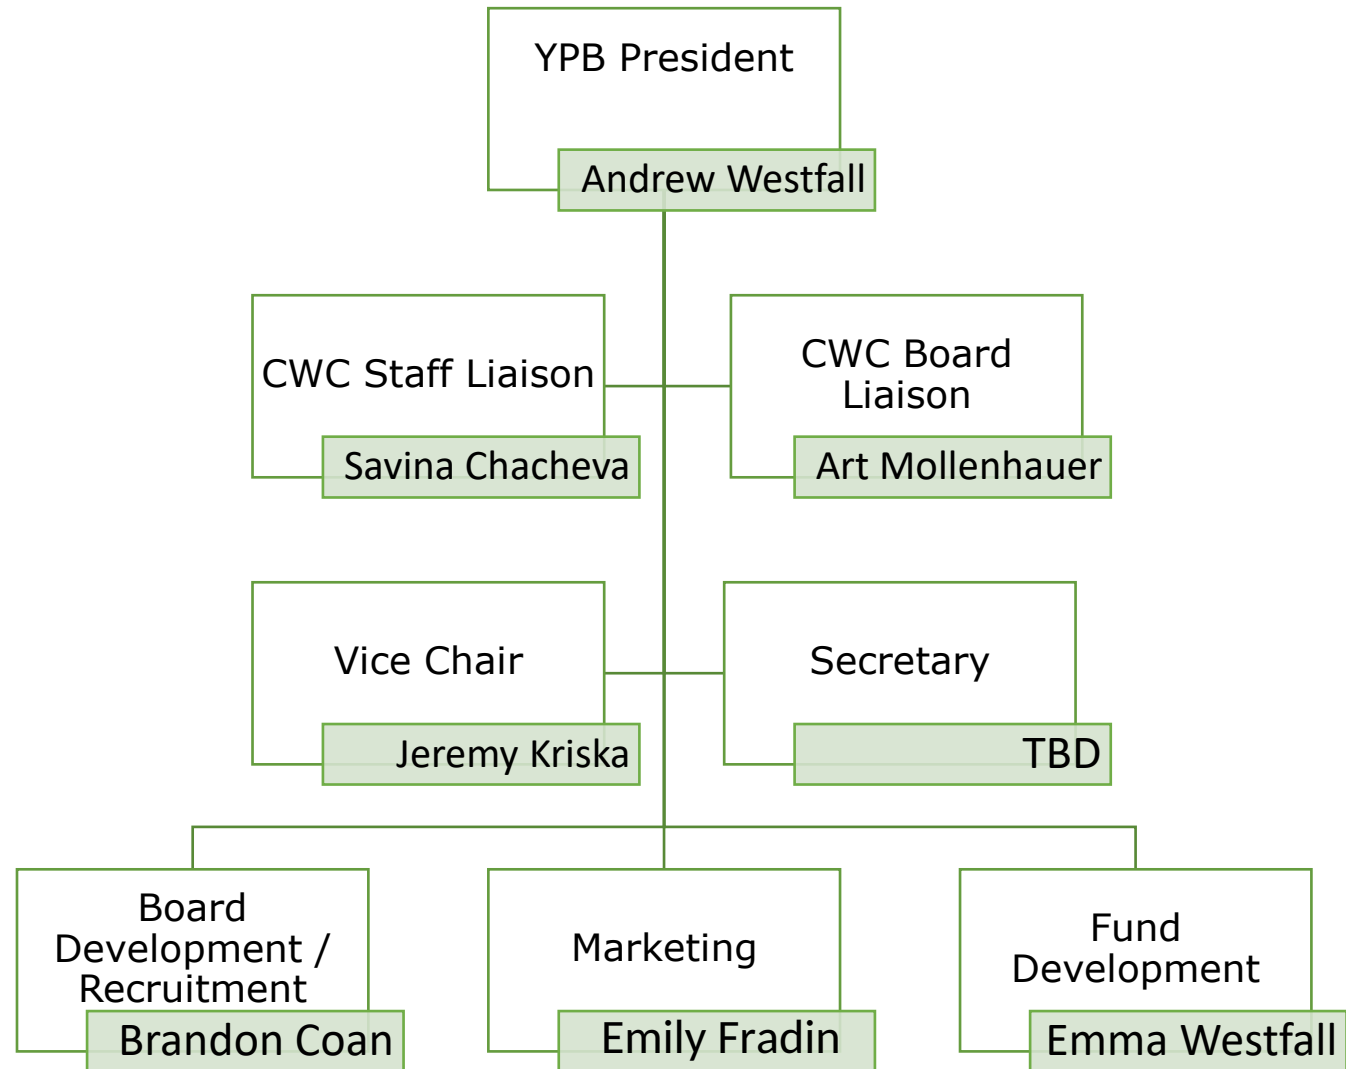 YPB President
Andrew Westfall
CWC Staff Liaison
Savina Chacheva
CWC Board
Liaison
Art Mollenhauer
Vice Chair
Jeremy Kriska
Secretary
TBD
Board
Development /
Recruitment
Brandon Coan
Marketing
Emily Fradin
Fund
Development
Emma Westfall